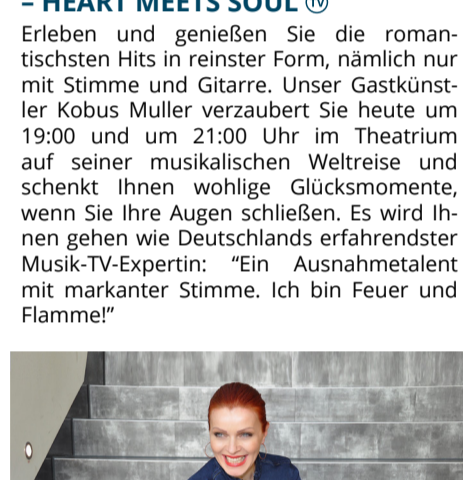 – HEART MEETS SOUL TV
Erleben und genießen Sie die roman-
tischsten Hits in reinster Form, nämlich nur
mit Stimme und Gitarre. Unser Gastkünst-
ler Kobus Muller verzaubert Sie heute um
19:00 und um 21:00 Uhr im Theatrium
auf seiner musikalischen Weltreise und
schenkt Ihnen wohlige Glücksmomente,
wenn Sie Ihre Augen schließen. Es wird Ih-
nen gehen wie Deutschlands erfahrendster
Musik-TV-Expertin: “Ein Ausnahmetalent
mit markanter Stimme. Ich bin Feuer und
Flamme!”